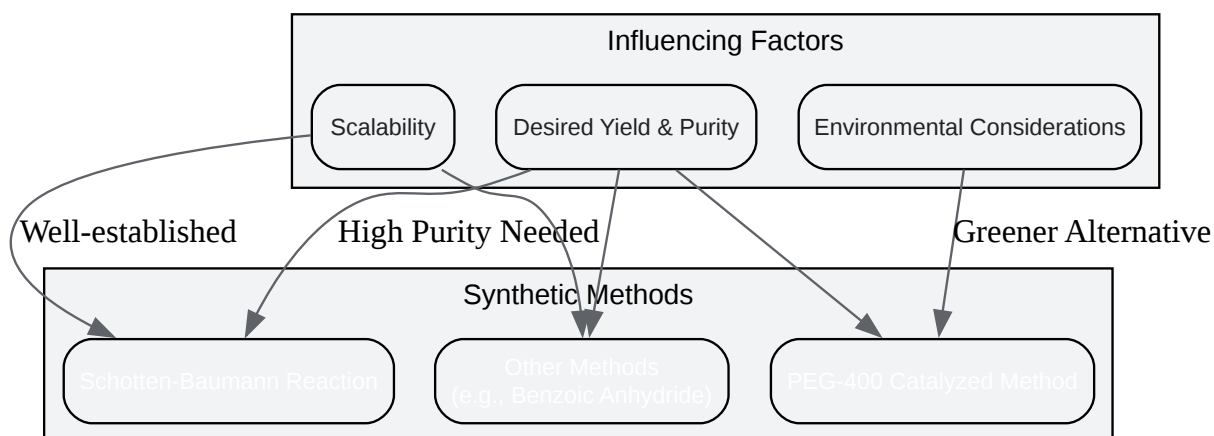 Influencing Factors
Scalability
Desired Yield & Purity
Environmental Considerations
Well-established
High Purity Needed
Greener Alternative
Synthetic Methods
Schotten-Baumann Reaction
Other Methods
(e.g., Benzoic Anhydride)
PEG-400 Catalyzed Method